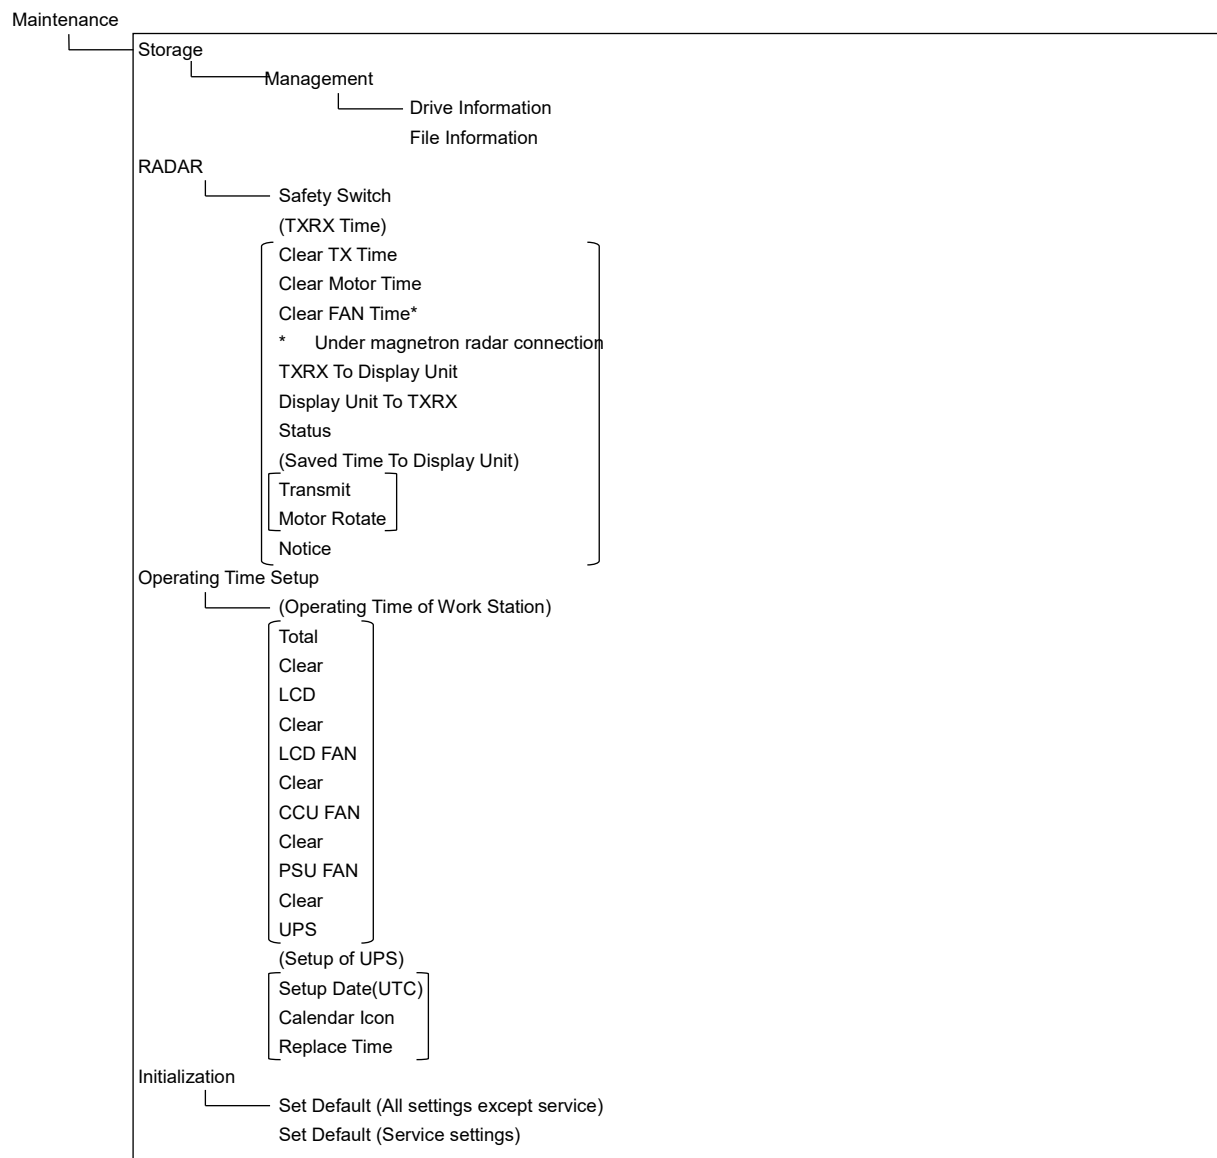 Maintenance
Storage
Management
Drive Information
File Information
RADAR
Safety Switch
(TXRX Time)
Clear TX Time
Clear Motor Time
Clear FAN Time*
* Under magnetron radar connection
TXRX To Display Unit
Display Unit To TXRX
Status
(Saved Time To Display Unit)
Transmit
Motor Rotate
Notice
Operating Time Setup
(Operating Time of Work Station)
Total
Clear
LCD
Clear
LCD FAN
Clear
CCU FAN
Clear
PSU FAN
Clear
UPS
(Setup of UPS)
Setup Date(UTC)
Calendar Icon
Replace Time
Initialization
Set Default (All settings except service)
Set Default (Service settings)